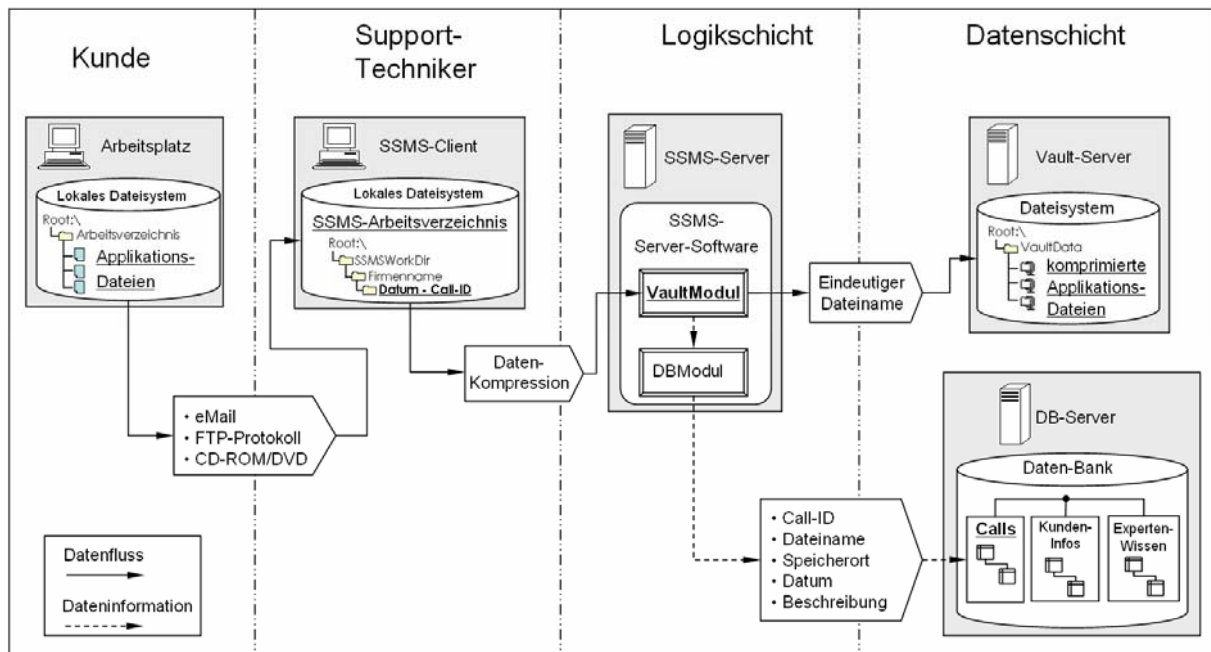 Kunde
Support-
Techniker
Logikschicht
Datenschicht
Arbeitsplatz
Lokales Dateisystem
Root:\
Arbeitsverzeichnis
Applikations-
Dateien
SSMS-Client
Lokales Dateisystem
SSMS-Arbeitsverzeichnis
Root:\
SSMSWorkDir
Firmenname
Datum - Call-ID
SSMS-Server
SSMS-
Server-Software
VaultModul
DBModul
Vault-Server
Dateisystem
Root:\
VaultData
komprimierte
Applikations-
Dateien
Eindeutiger
Dateiname
Daten-
Kompression
• eMail
• FTP-Protokoll
• CD-ROM/DVD
DB-Server
Daten-Bank
Calls
Kunden-
Infos
Experten-
Wissen
• Call-ID
• Dateiname
• Speicherort
• Datum
• Beschreibung
Datenfluss
Dateninformation